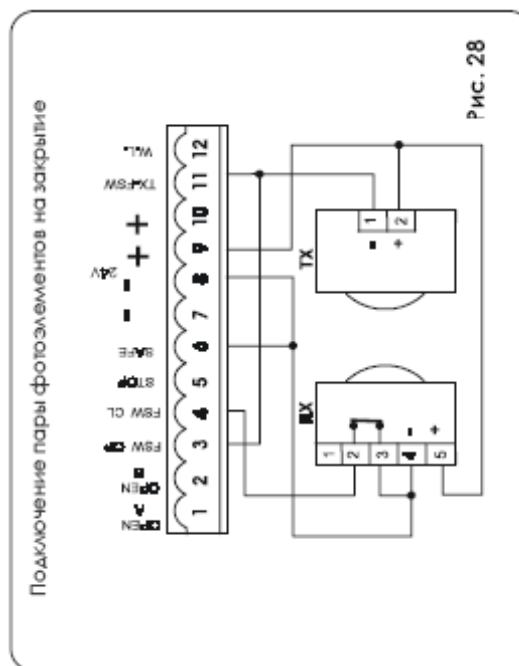 Подключение пары фотоэлементов на закрытие
OPEN A
OPEN B
FSW OP
FSW CL
STOP
SAFE
-
-
24V
+
+
TX-FSW
W.L.
1 2 3 4 5 6 7 8 9 10 11 12
RX
1
2
3
4 -
5 +
TX
1 -
2 +
Рис. 28